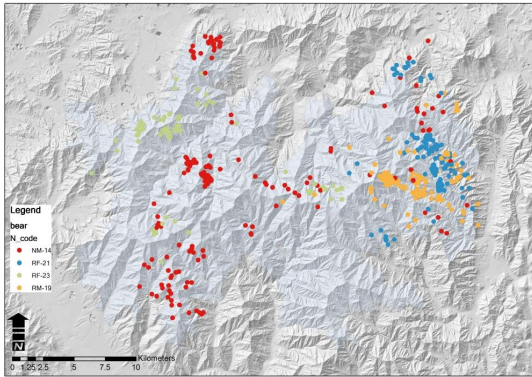 Legend
bear
N_code
NM-14
RF-21
RF-23
RM-19
N
Kilometers
0 1.25 2.5 5 7.5 10